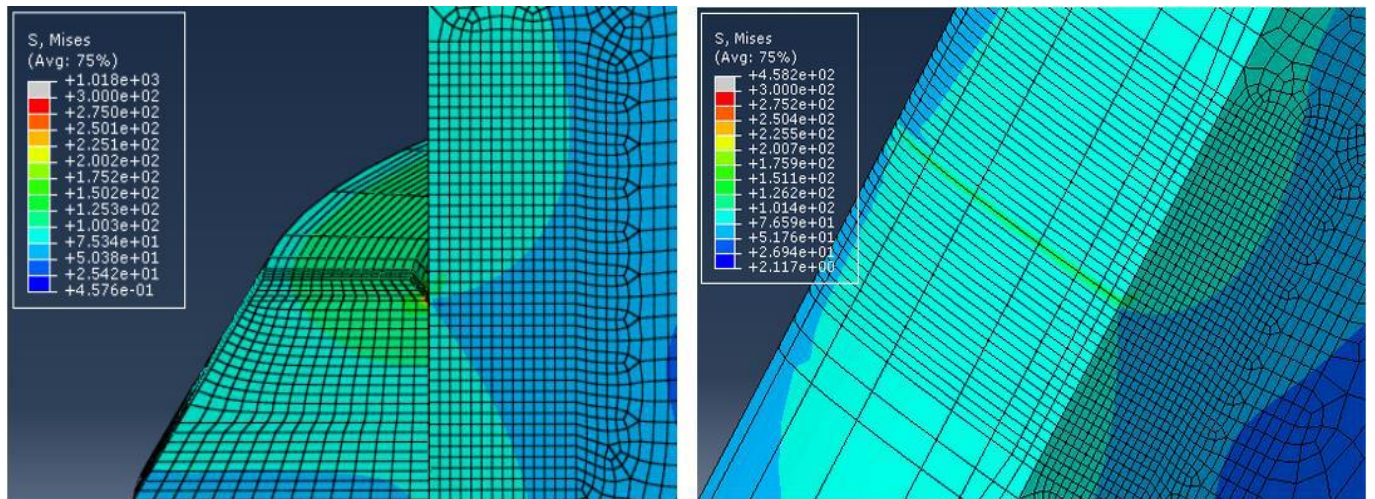 S, Mises
(Avg: 75%)
+1.018e+03
+3.000e+02
+2.750e+02
+2.501e+02
+2.251e+02
+2.002e+02
+1.752e+02
+1.502e+02
+1.253e+02
+1.003e+02
+7.534e+01
+5.038e+01
+2.542e+01
+4.576e-01
S, Mises
(Avg: 75%)
+4.582e+02
+3.000e+02
+2.752e+02
+2.504e+02
+2.255e+02
+2.007e+02
+1.759e+02
+1.511e+02
+1.262e+02
+1.014e+02
+7.659e+01
+5.176e+01
+2.694e+01
+2.117e+00